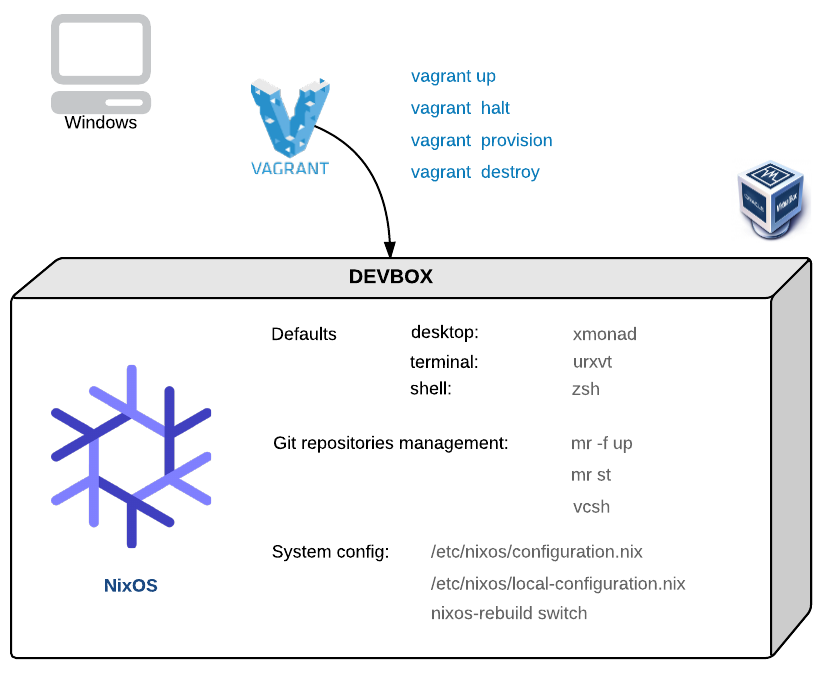 Windows
VAGRANT
vagrant up
vagrant halt
vagrant provision
vagrant destroy
ORACLE
VirtualBox
DEVBOX
Defaults desktop: xmonad
terminal: urxvt
shell: zsh
Git repositories management: mr -f up
mr st
vcsh
System config: /etc/nixos/configuration.nix
/etc/nixos/local-configuration.nix
nixos-rebuild switch
NixOS